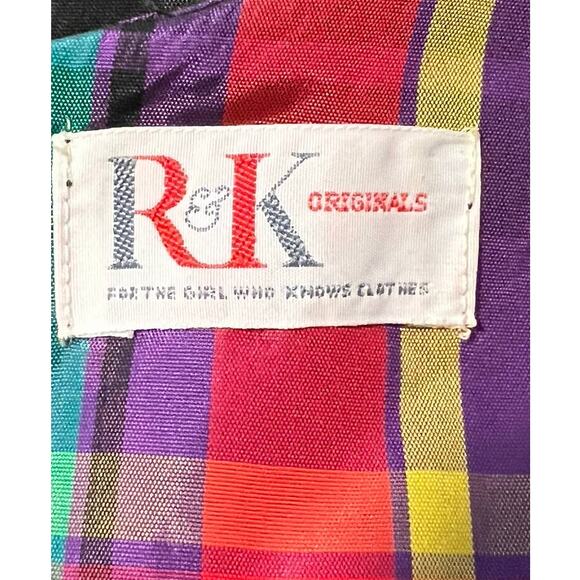 R&K ORIGINALS
FOR THE GIRL WHO KNOWS CLOTHES